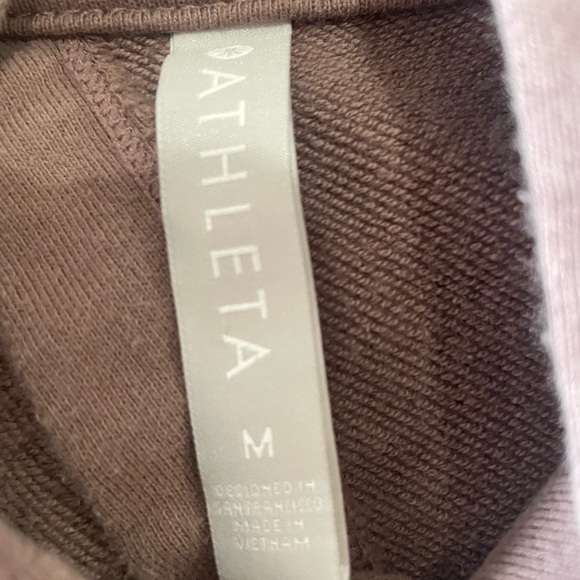 ATHLETA
M
DESIGNED IN
SAN FRANCISCO
MADE IN
VIETNAM